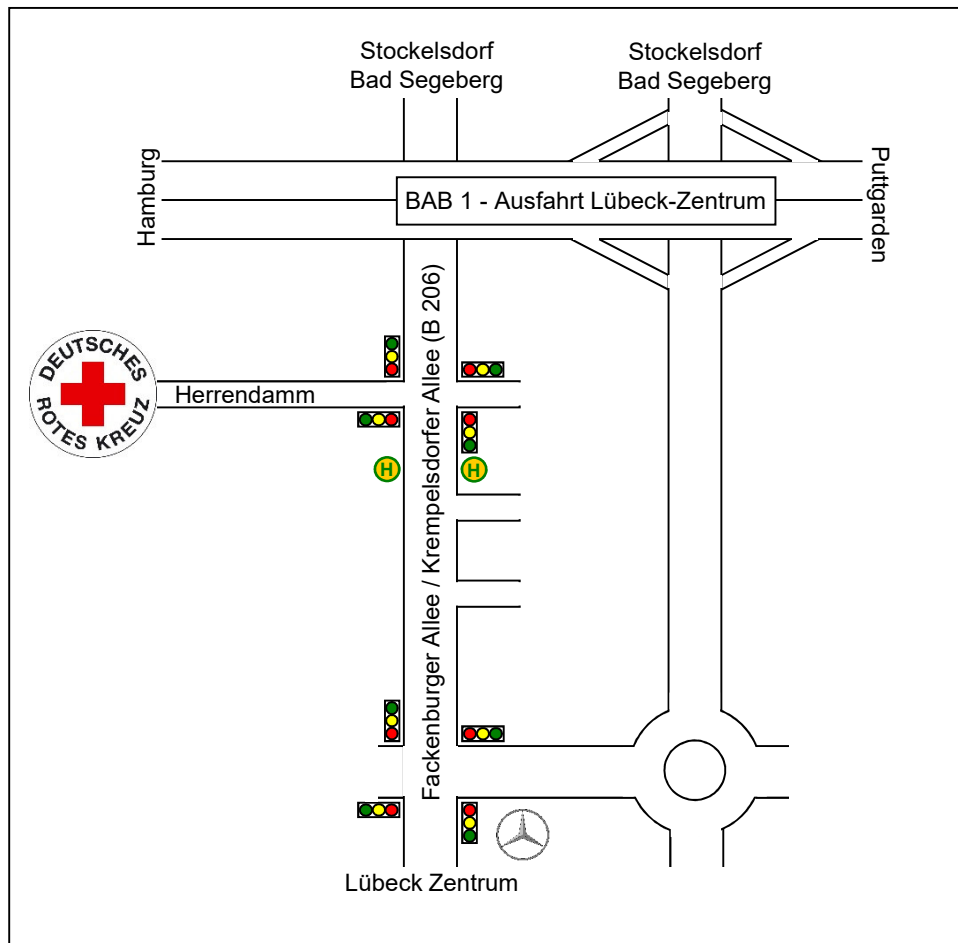 Stockelsdorf
Bad Segeberg
Stockelsdorf
Bad Segeberg
Hamburg
BAB 1 - Ausfahrt Lübeck-Zentrum
Puttgarden
Fackenburger Allee / Krempelsdorfer Allee (B 206)
DEUTSCHES
ROTES KREUZ
Herrendamm
H
H
Lübeck Zentrum